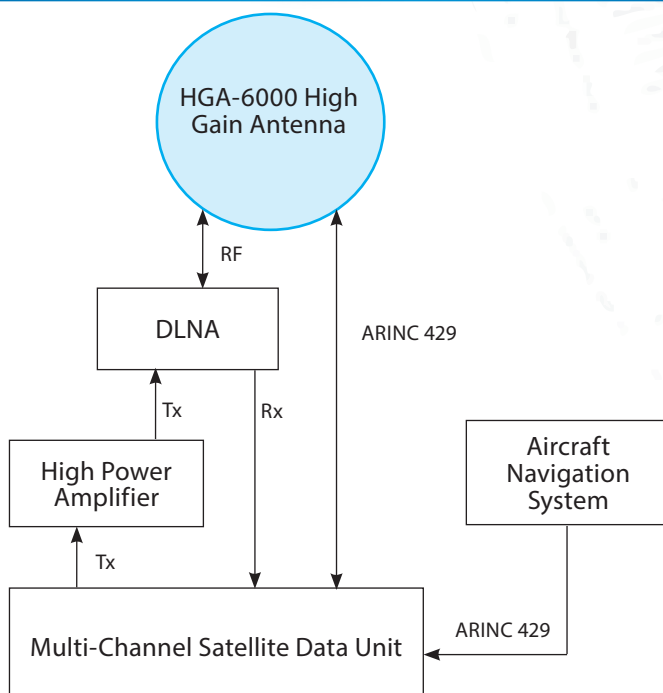 HGA-6000 High
Gain Antenna
RF
DLNA
ARINC 429
Tx
Rx
High Power
Amplifier
Aircraft
Navigation
System
Tx
ARINC 429
Multi-Channel Satellite Data Unit